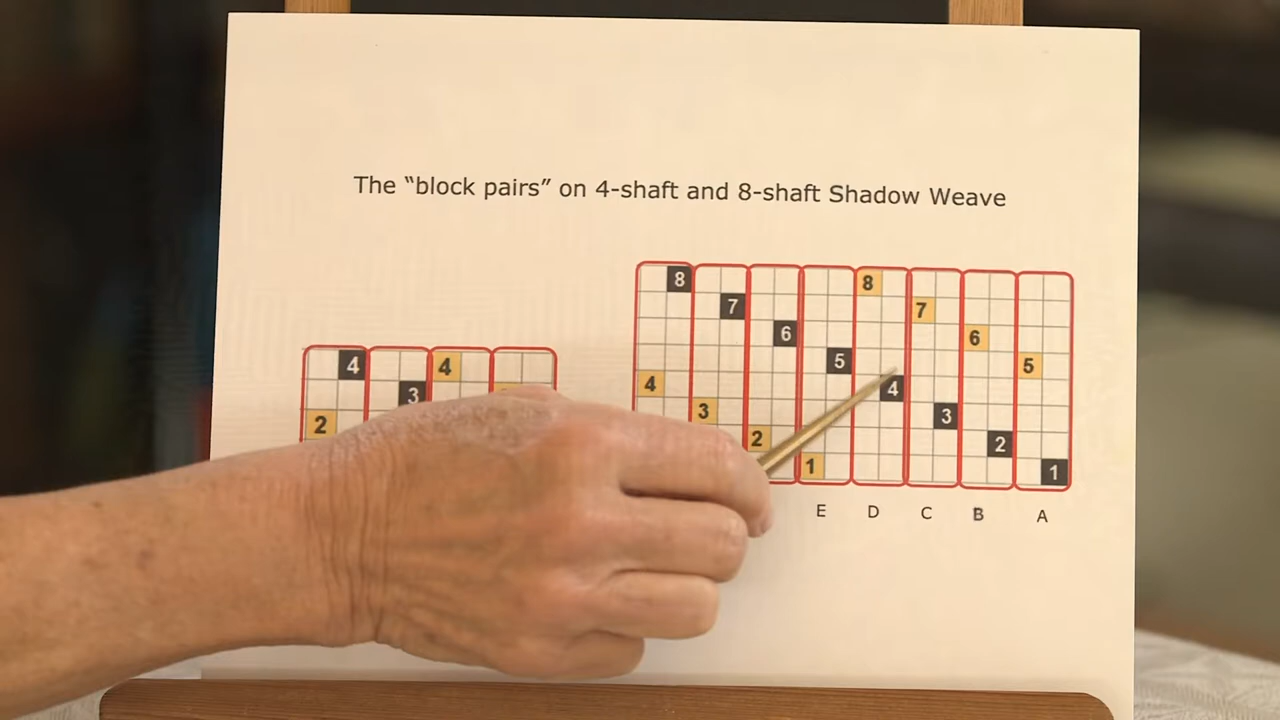 The “block pairs” on 4-shaft and 8-shaft Shadow Weave
8 8
7 7
6 6
4 4 5 5
3 4 4
2 3 3
2 2
1 1
E D C B A